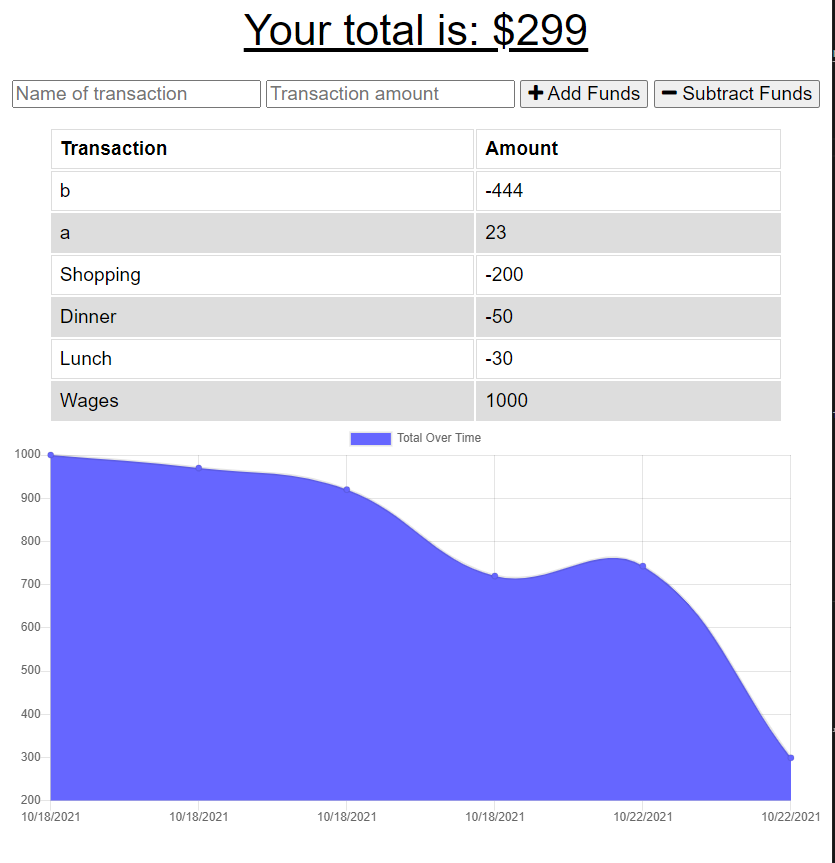 Your total is: $299
Name of transaction Transaction amount Add Funds Subtract Funds
Transaction Amount
b -444
a 23
Shopping -200
Dinner -50
Lunch -30
Wages 1000
Total Over Time
1000
900
800
700
600
500
400
300
200
10/18/2021 10/18/2021 10/18/2021 10/18/2021 10/22/2021 10/22/2021